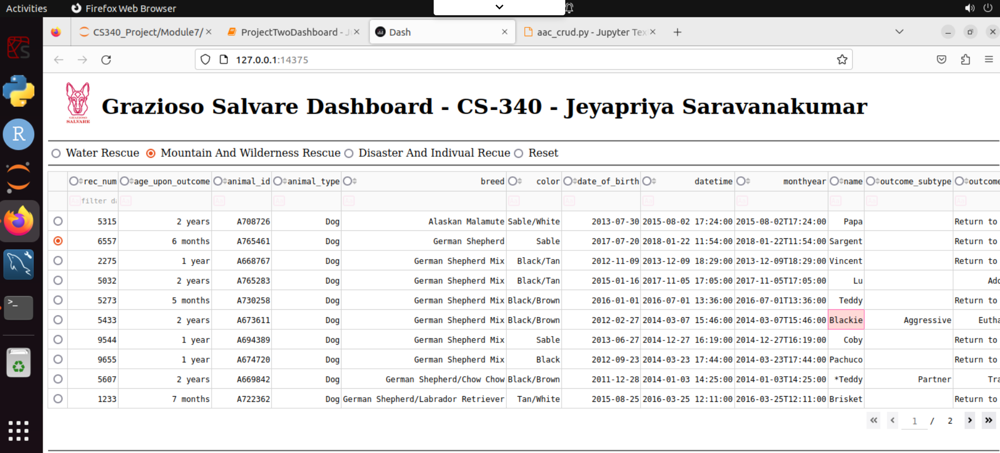 Activities Firefox Web Browser
CS340_Project/Module7/ ProjectTwoDashboard - Dash aac_crud.py - Jupyter Tex
127.0.0.1:14375
GRAZIOSO
SALVARE
Grazioso Salvare Dashboard - CS-340 - Jeyapriya Saravanakumar
Water Rescue Mountain And Wilderness Rescue Disaster And Indivual Recue Reset
rec_num age_upon_outcome animal_id animal_type breed color date_of_birth datetime monthyear name outcome_subtype outcome
Aa filter da Aa Aa Aa Aa Aa Aa Aa Aa Aa Aa Aa
5315 2 years A708726 Dog Alaskan Malamute Sable/White 2013-07-30 2015-08-02 17:24:00 2015-08-02T17:24:00 Papa Return to
6557 6 months A765461 Dog German Shepherd Sable 2017-07-20 2018-01-22 11:54:00 2018-01-22T11:54:00 Sargent Return to
2275 1 year A668767 Dog German Shepherd Mix Black/Tan 2012-11-09 2013-12-09 18:29:00 2013-12-09T18:29:00 Vincent Return to
5032 2 years A765283 Dog German Shepherd Mix Black/Tan 2015-01-16 2017-11-05 17:05:00 2017-11-05T17:05:00 Lu Ado
5273 5 months A730258 Dog German Shepherd Mix Black/Brown 2016-01-01 2016-07-01 13:36:00 2016-07-01T13:36:00 Teddy Return to
5433 2 years A673611 Dog German Shepherd Mix Black/Brown 2012-02-27 2014-03-07 15:46:00 2014-03-07T15:46:00 Blackie Aggressive Eutha
9544 1 year A694389 Dog German Shepherd Mix Sable 2013-06-27 2014-12-27 16:19:00 2014-12-27T16:19:00 Coby Return to
9655 1 year A674720 Dog German Shepherd Mix Black 2012-09-23 2014-03-23 17:44:00 2014-03-23T17:44:00 Pachuco Return to
5607 2 years A669842 Dog German Shepherd/Chow Chow Black/Brown 2011-12-28 2014-01-03 14:25:00 2014-01-03T14:25:00 *Teddy Partner Tra
1233 7 months A722362 Dog German Shepherd/Labrador Retriever Tan/White 2015-08-25 2016-03-25 12:11:00 2016-03-25T12:11:00 Brisket Return to
1 / 2